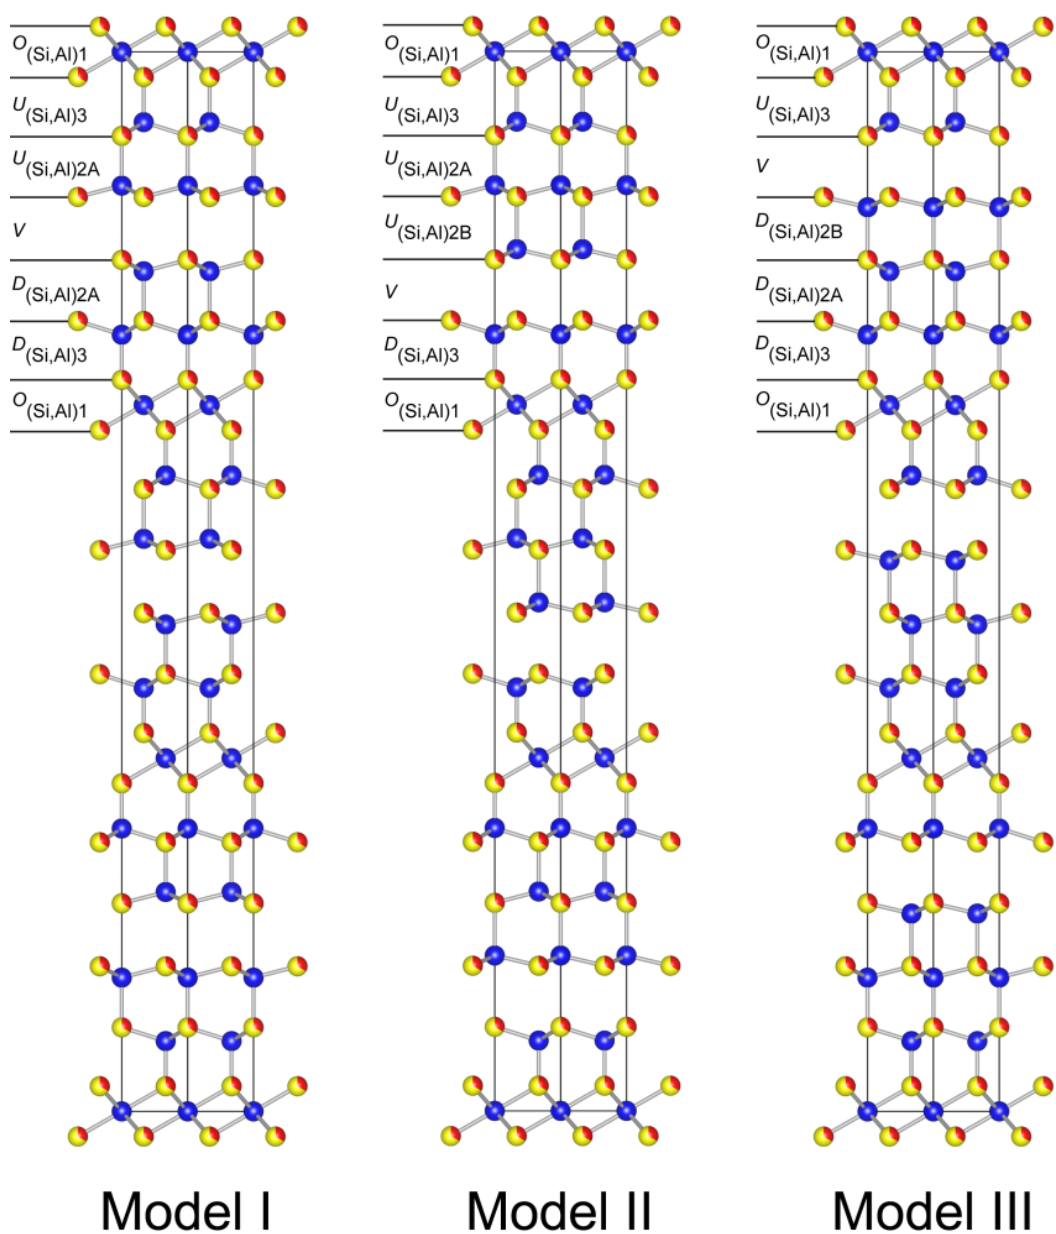 O(Si,Al)1
U(Si,Al)3
U(Si,Al)2A
V
D(Si,Al)2A
D(Si,Al)3
O(Si,Al)1
Model I
O(Si,Al)1
U(Si,Al)3
U(Si,Al)2A
U(Si,Al)2B
V
D(Si,Al)3
O(Si,Al)1
Model II
O(Si,Al)1
U(Si,Al)3
V
D(Si,Al)2B
D(Si,Al)2A
D(Si,Al)3
O(Si,Al)1
Model III